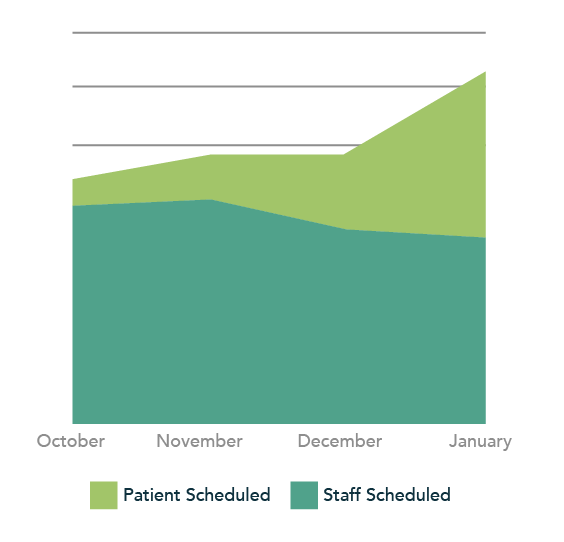 October November December January
Patient Scheduled Staff Scheduled